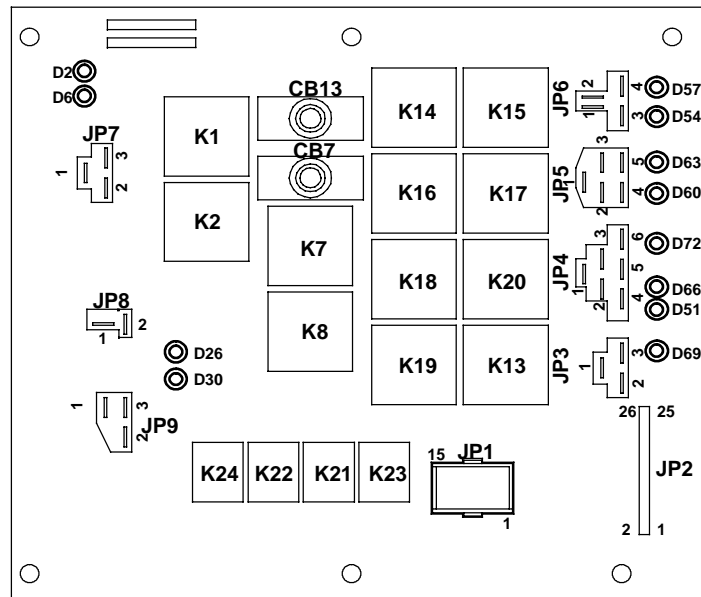 D2
D6
JP7
1
3
2
K1
K2
CB13
CB7
K7
K8
K14
K15
K16
K17
K18
K20
K19
K13
JP6
2
1
4
3
D57
D54
JP5
3
1
2
5
4
D63
D60
JP4
3
1
2
6
5
4
D72
D66
D51
JP3
1
3
2
D69
JP8
1
2
D26
D30
1
3
2
JP9
K24
K22
K21
K23
15
JP1
1
26
25
JP2
2
1